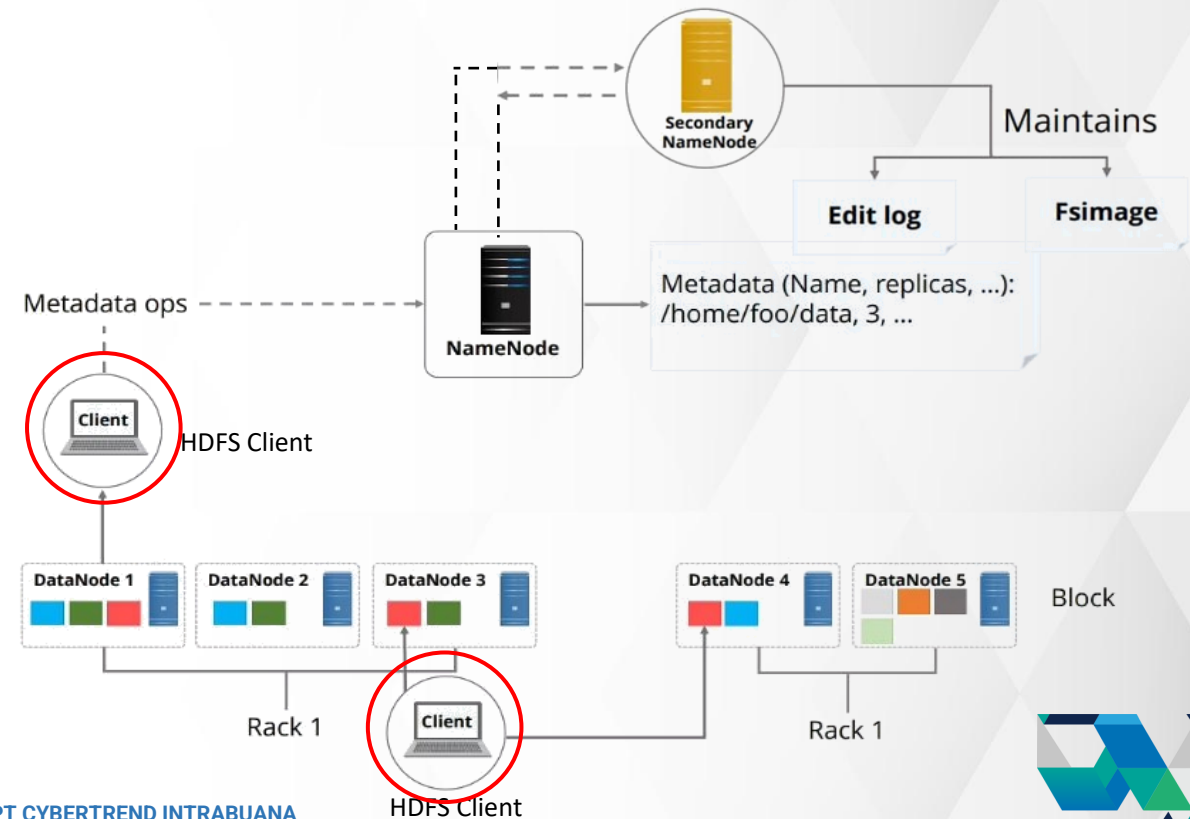 Secondary
NameNode
Maintains
Edit log
Fsimage
Metadata ops
NameNode
Metadata (Name, replicas, ...):
/home/foo/data, 3, ...
Client
HDFS Client
DataNode 1
DataNode 2
DataNode 3
DataNode 4
DataNode 5
Block
Rack 1
Client
Rack 1
HDFS Client
PT CYBERTREND INTRABUANA